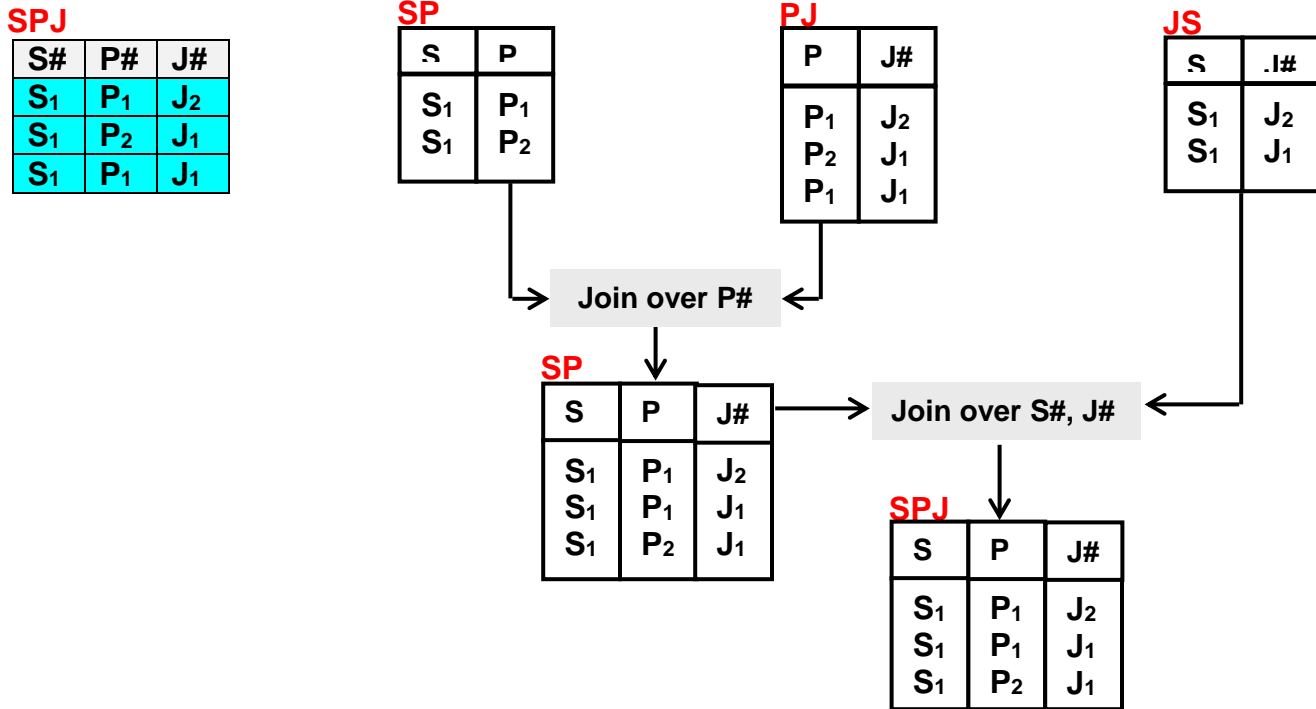 SPJ
S# P# J#
S₁ P₁ J₂
S₁ P₂ J₁
S₁ P₁ J₁
SP
S P
S₁ P₁
S₁ P₂
PJ
P J#
P₁ J₂
P₂ J₁
P₁ J₁
JS
S J#
S₁ J₂
S₁ J₁
Join over P#
SP
S P J#
S₁ P₁ J₂
S₁ P₁ J₁
S₁ P₂ J₁
Join over S#, J#
SPJ
S P J#
S₁ P₁ J₂
S₁ P₁ J₁
S₁ P₂ J₁